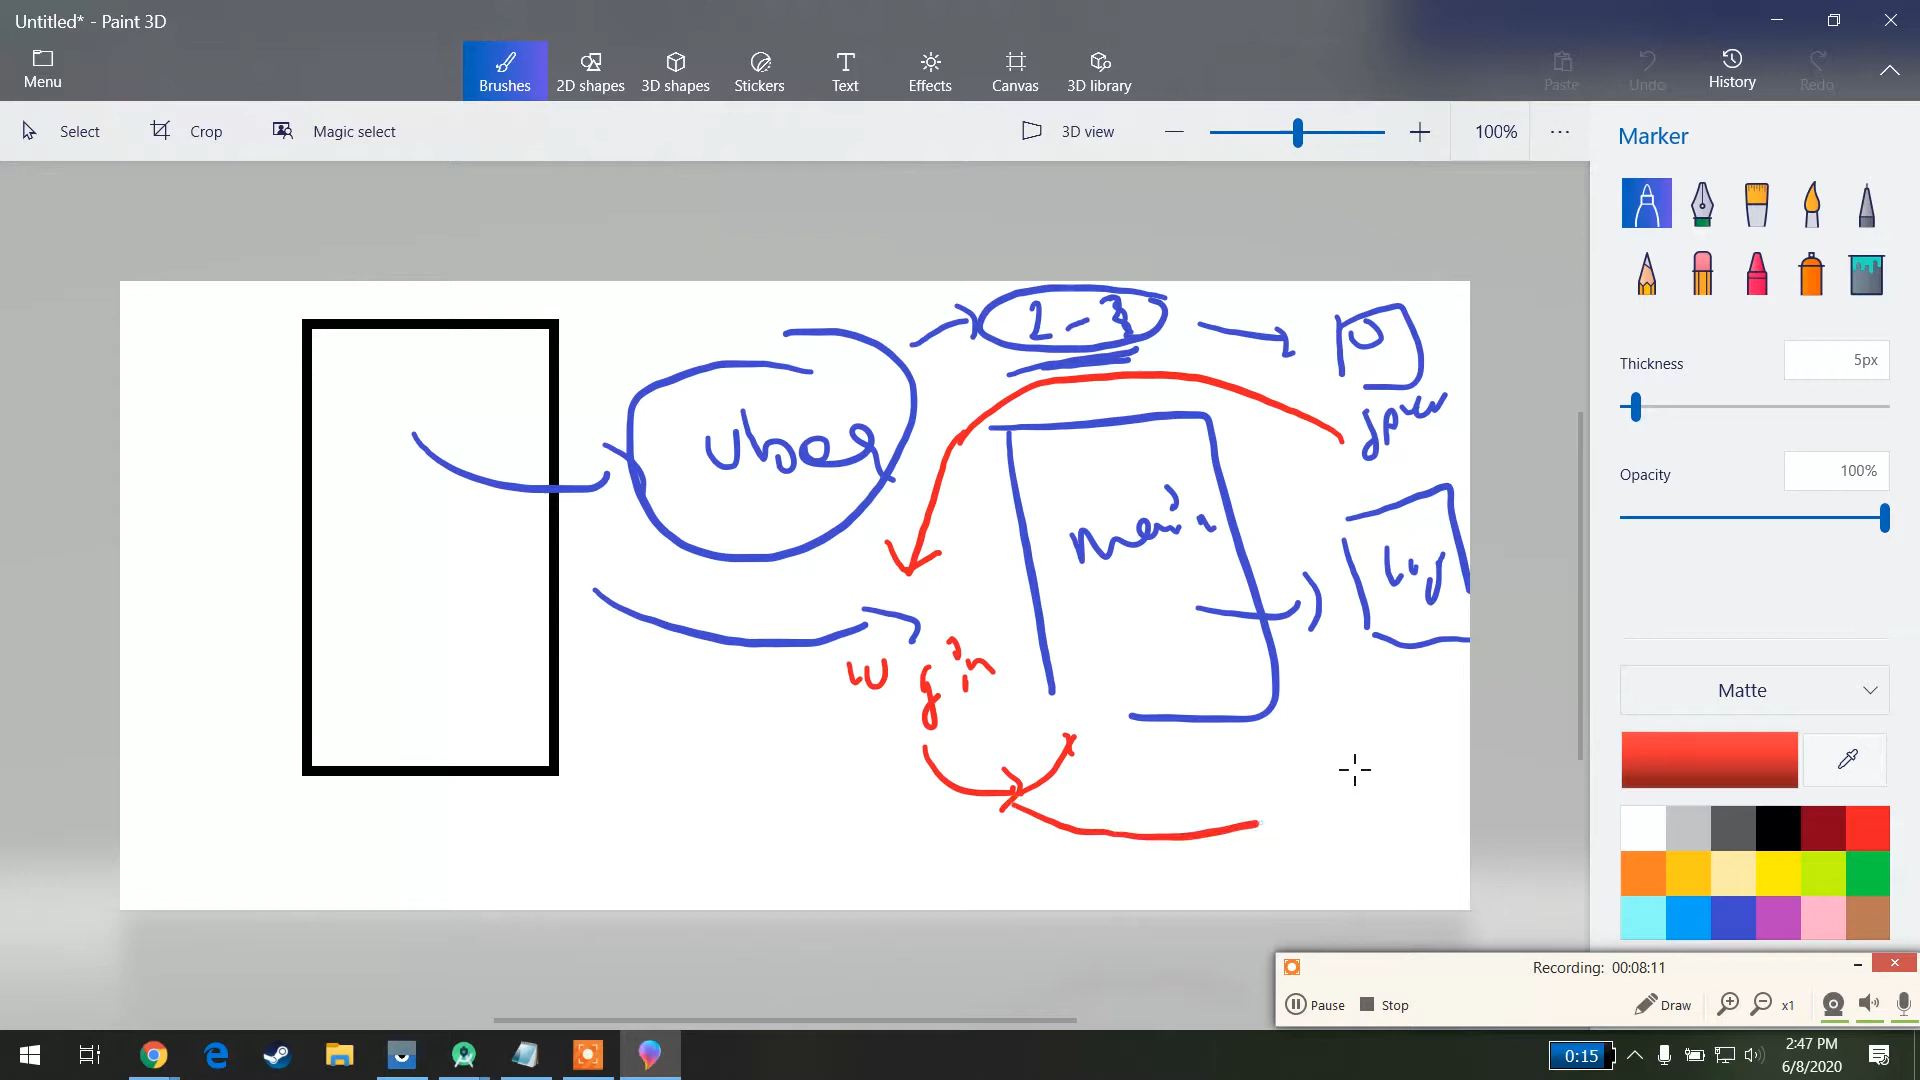 Untitled* - Paint 3D
Menu
Brushes
2D shapes
3D shapes
Stickers
Text
Effects
Canvas
3D library
Paste
Undo
History
Redo
Select
Crop
Magic select
3D view
100%
Marker
Thickness
5px
Opacity
100%
Matte
2-3
Uber
main
Recording: 00:08:11
Pause
Stop
Draw
x1
0:15
2:47 PM
6/8/2020